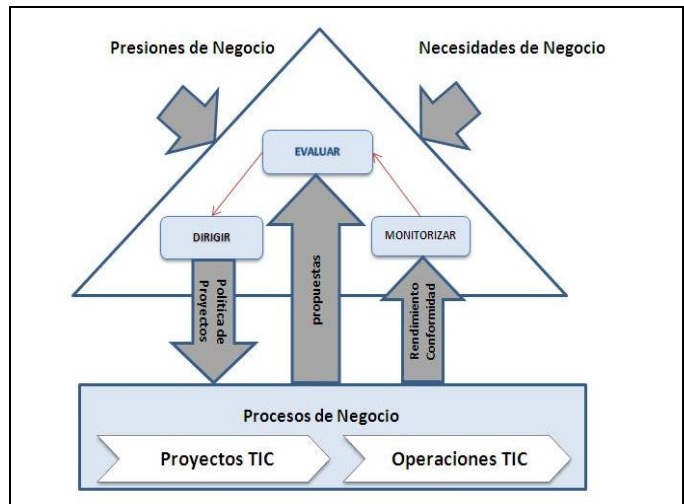 Presiones de Negocio
Necesidades de Negocio
EVALUAR
DIRIGIR
MONITORIZAR
Política de
Proyectos
propuestas
Rendimiento
Conformidad
Procesos de Negocio
Proyectos TIC
Operaciones TIC